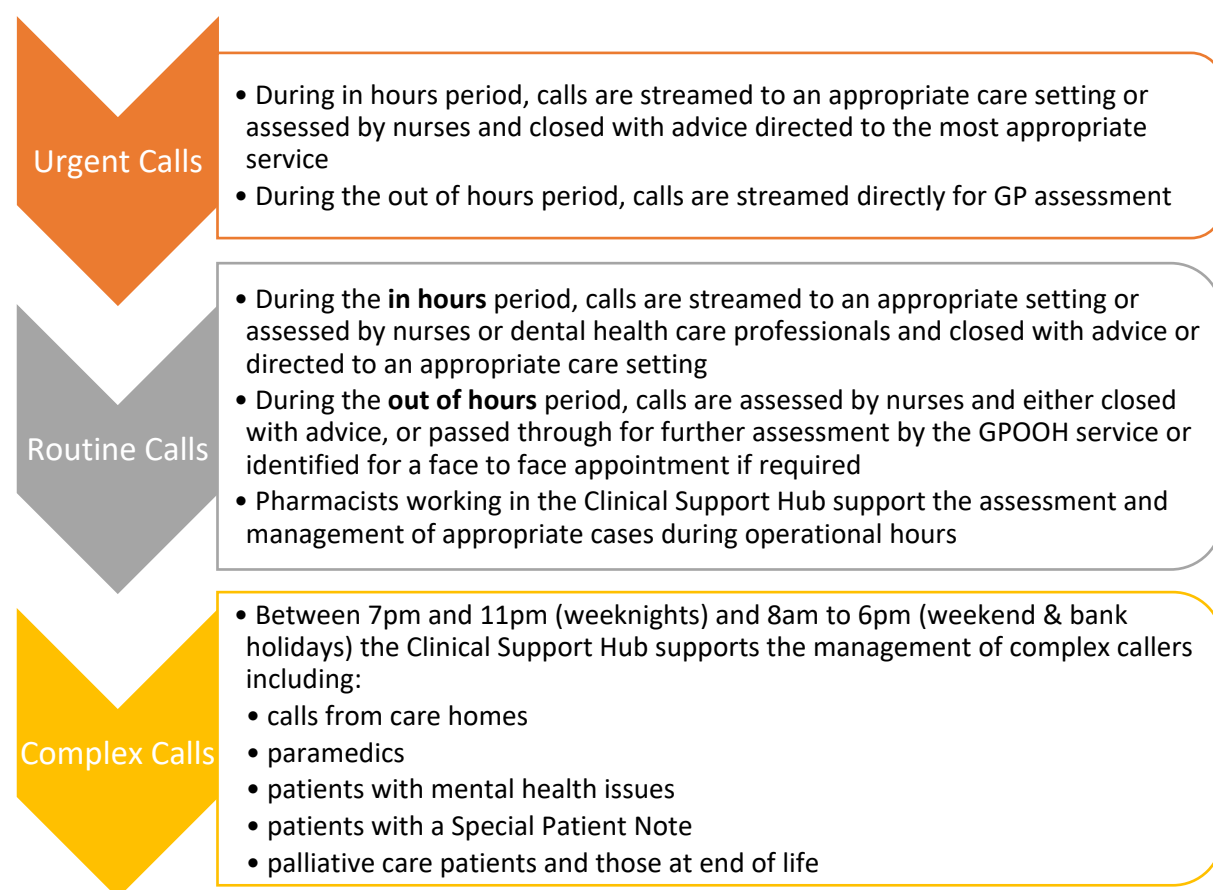 Urgent Calls
• During in hours period, calls are streamed to an appropriate care setting or
assessed by nurses and closed with advice directed to the most appropriate
service
• During the out of hours period, calls are streamed directly for GP assessment
Routine Calls
• During the in hours period, calls are streamed to an appropriate setting or
assessed by nurses or dental health care professionals and closed with advice or
directed to an appropriate care setting
• During the out of hours period, calls are assessed by nurses and either closed
with advice, or passed through for further assessment by the GPOOH service or
identified for a face to face appointment if required
• Pharmacists working in the Clinical Support Hub support the assessment and
management of appropriate cases during operational hours
Complex Calls
• Between 7pm and 11pm (weeknights) and 8am to 6pm (weekend & bank
holidays) the Clinical Support Hub supports the management of complex callers
including:
• calls from care homes
• paramedics
• patients with mental health issues
• patients with a Special Patient Note
• palliative care patients and those at end of life